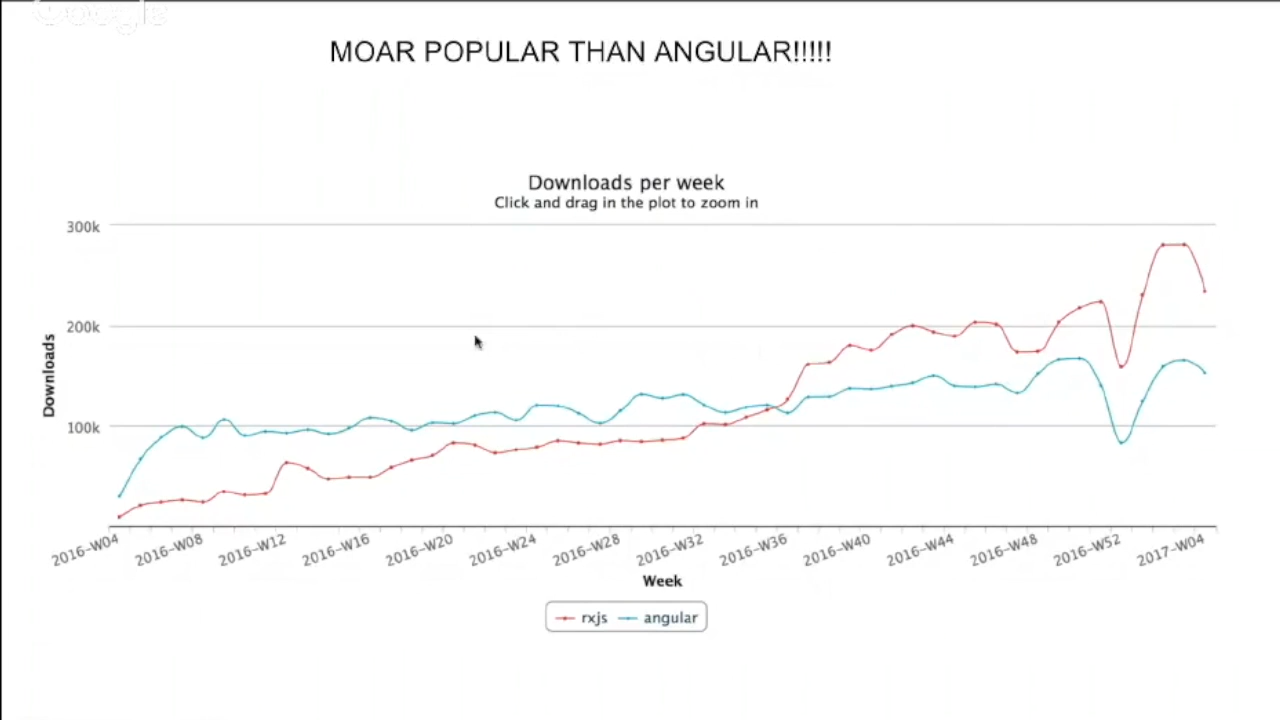 Google
MOAR POPULAR THAN ANGULAR!!!!!
Downloads per week
Click and drag in the plot to zoom in
300k
200k
100k
Downloads
2016-W04
2016-W08
2016-W12
2016-W16
2016-W20
2016-W24
2016-W28
2016-W32
2016-W36
2016-W40
2016-W44
2016-W48
2016-W52
2017-W04
Week
rxjs
angular